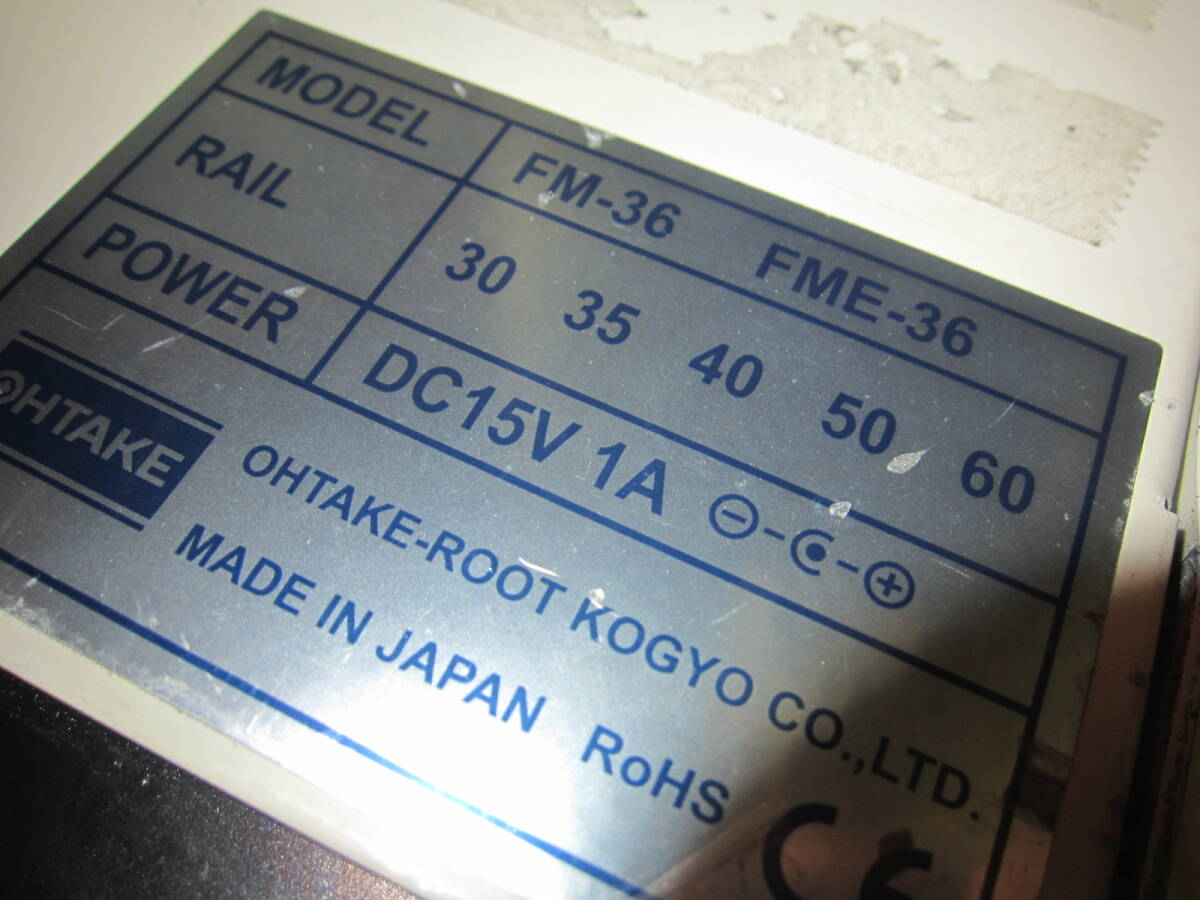 MODEL FM-36 FME-36
RAIL 30 35 40 50 60
POWER DC15V 1A
OHTAKE
OHTAKE-ROOT KOGYO CO.,LTD.
MADE IN JAPAN RoHS CE